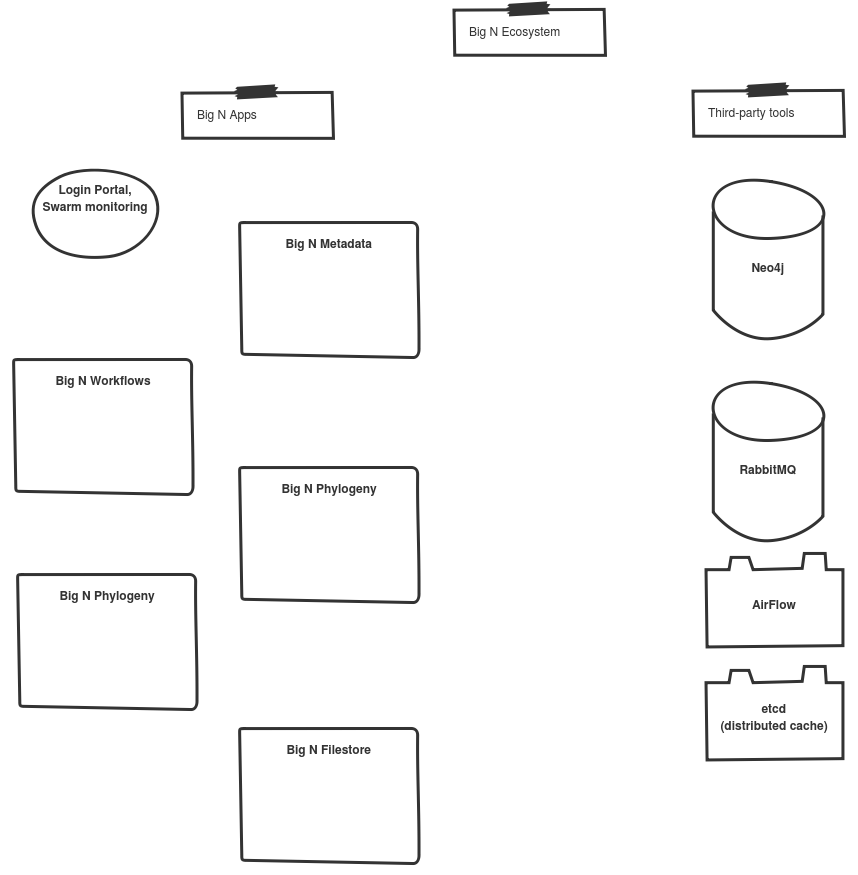 Big N Ecosystem
Big N Apps
Third-party tools
Login Portal,
Swarm monitoring
Big N Metadata
Neo4j
Big N Workflows
RabbitMQ
Big N Phylogeny
Big N Phylogeny
AirFlow
etcd
(distributed cache)
Big N Filestore